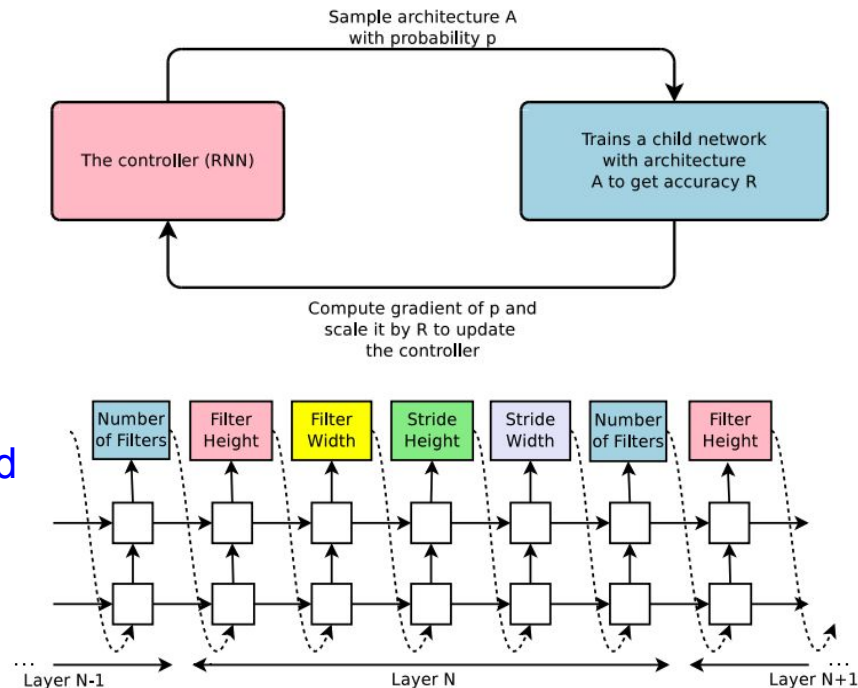 Sample architecture A
with probability p
The controller (RNN)
Trains a child network
with architecture
A to get accuracy R
Compute gradient of p and
scale it by R to update
the controller
Number
of Filters
Filter
Height
Filter
Width
Stride
Height
Stride
Width
Number
of Filters
Filter
Height
d
... Layer N-1
Layer N
Layer N+1 ...